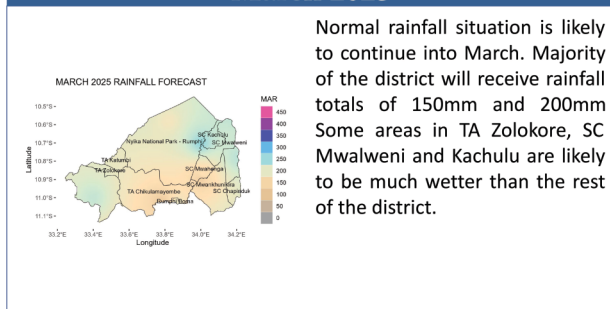 Normal rainfall situation is likely
to continue into March. Majority
of the district will receive rainfall
totals of 150mm and 200mm
Some areas in TA Zolokore, SC
Mwalweni and Kachulu are likely
to be much wetter than the rest
of the district.
MARCH 2025 RAINFALL FORECAST
MAR
450
400
350
300
250
200
150
100
50
0
Latitude
10.5°S
10.6°S
10.7°S
10.8°S
10.9°S
11.0°S
11.1°S
SC Kachulu
Nyika National Park - Rumphi
SC Mwalweni
TA Katumbi
TA Zolokere
SC Mwahenga
SC Mwankhunikira
TA Chikulamayembe
SC Chapinduk
Rumphi Boma
33.2°E 33.4°E 33.6°E 33.8°E 34.0°E 34.2°E
Longitude